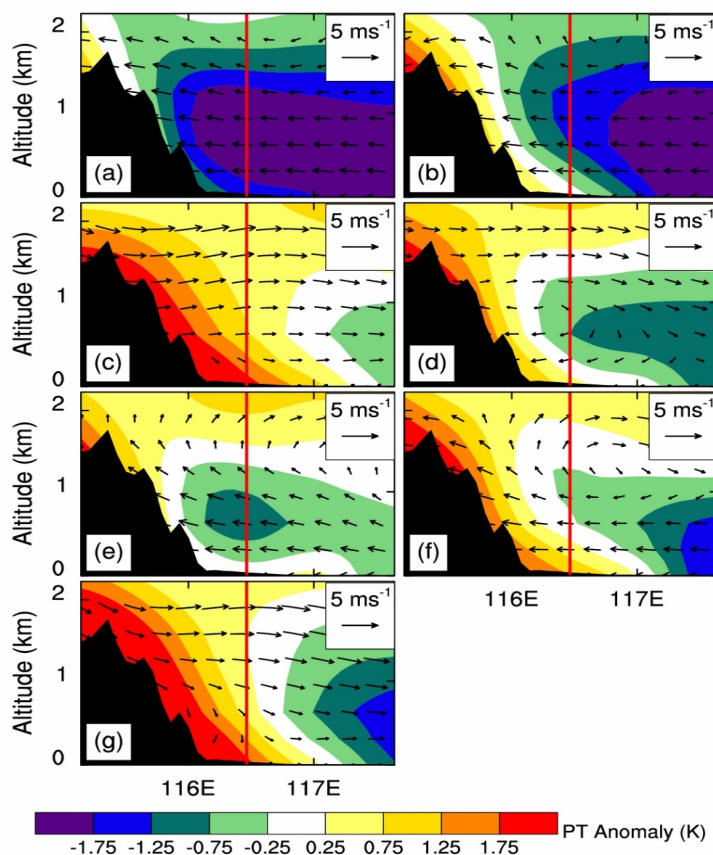 2 5 ms⁻¹ 5 ms⁻¹
Altitude (km)
1
(a) (b)
0
2 5 ms⁻¹ 5 ms⁻¹
Altitude (km)
1
(c) (d)
0
2 5 ms⁻¹ 5 ms⁻¹
Altitude (km)
1
(e) (f)
0
2 5 ms⁻¹ 116E 117E
Altitude (km)
1
(g)
0
116E 117E
PT Anomaly (K)
-1.75 -1.25 -0.75 -0.25 0.25 0.75 1.25 1.75